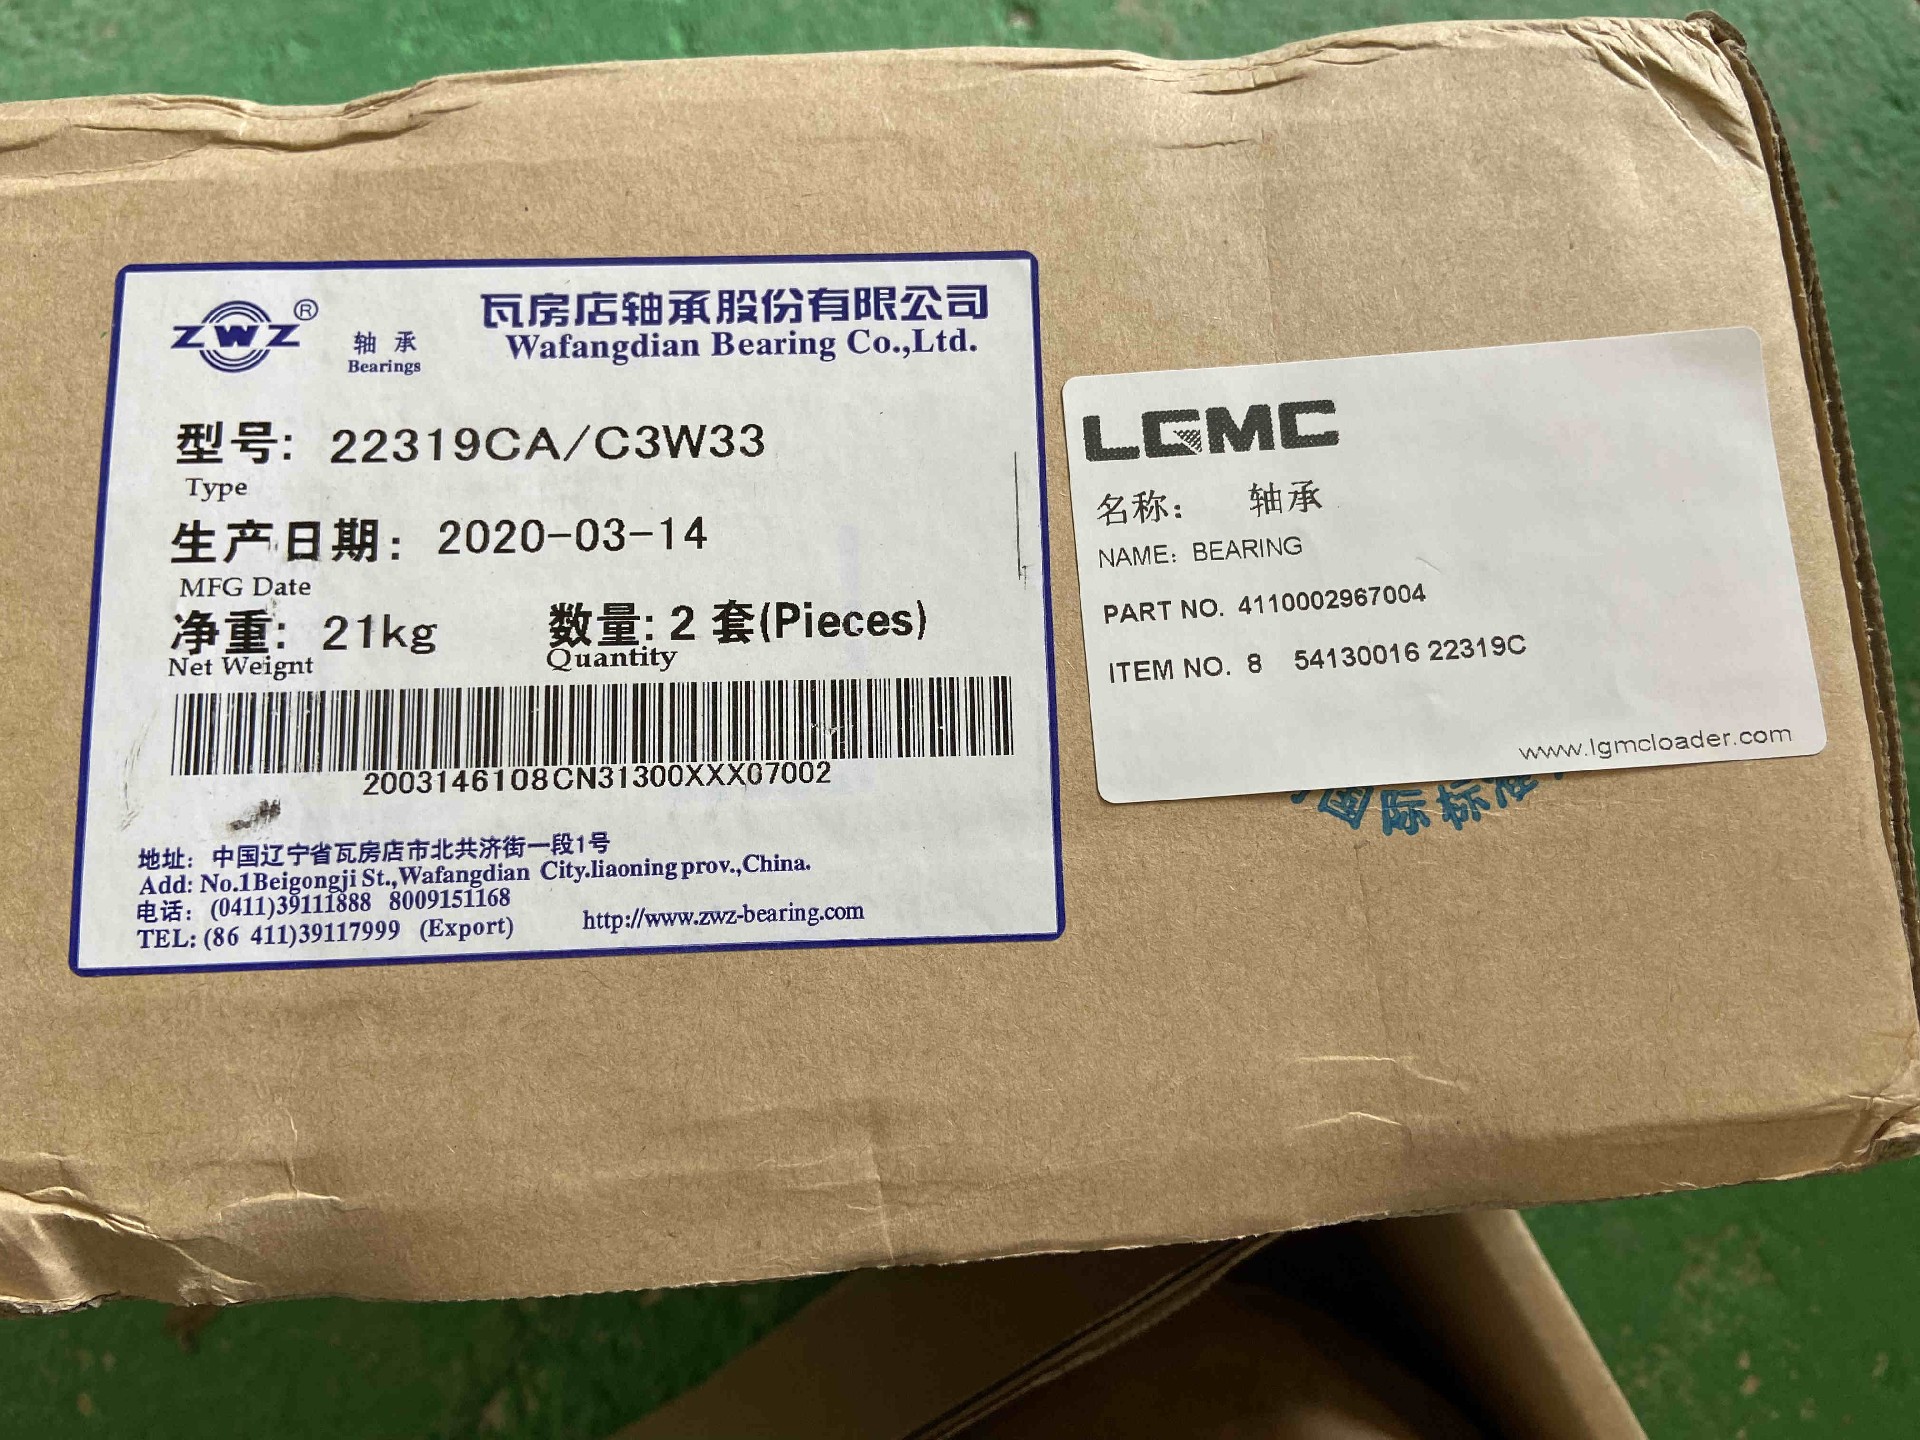 ZWZ®
轴承
Bearings
瓦房店轴承股份有限公司
Wafangdian Bearing Co.,Ltd.
型号: 22319CA/C3W33
Type
生产日期: 2020-03-14
MFG Date
净重: 21kg 数量: 2 套(Pieces)
Net Weignt Quantity
2003146108CN31300XXX07002
地址: 中国辽宁省瓦房店市北共济街一段1号
Add: No.1Beigongji St.,Wafangdian City.liaoning prov.,China.
电话: (0411)39111888 8009151168
TEL: (86 411)39117999 (Export) http://www.zwz-bearing.com
LGMC
名称: 轴承
NAME: BEARING
PART NO. 4110002967004
ITEM NO. 8 54130016 22319C
www.lgmcloader.com
国际标准